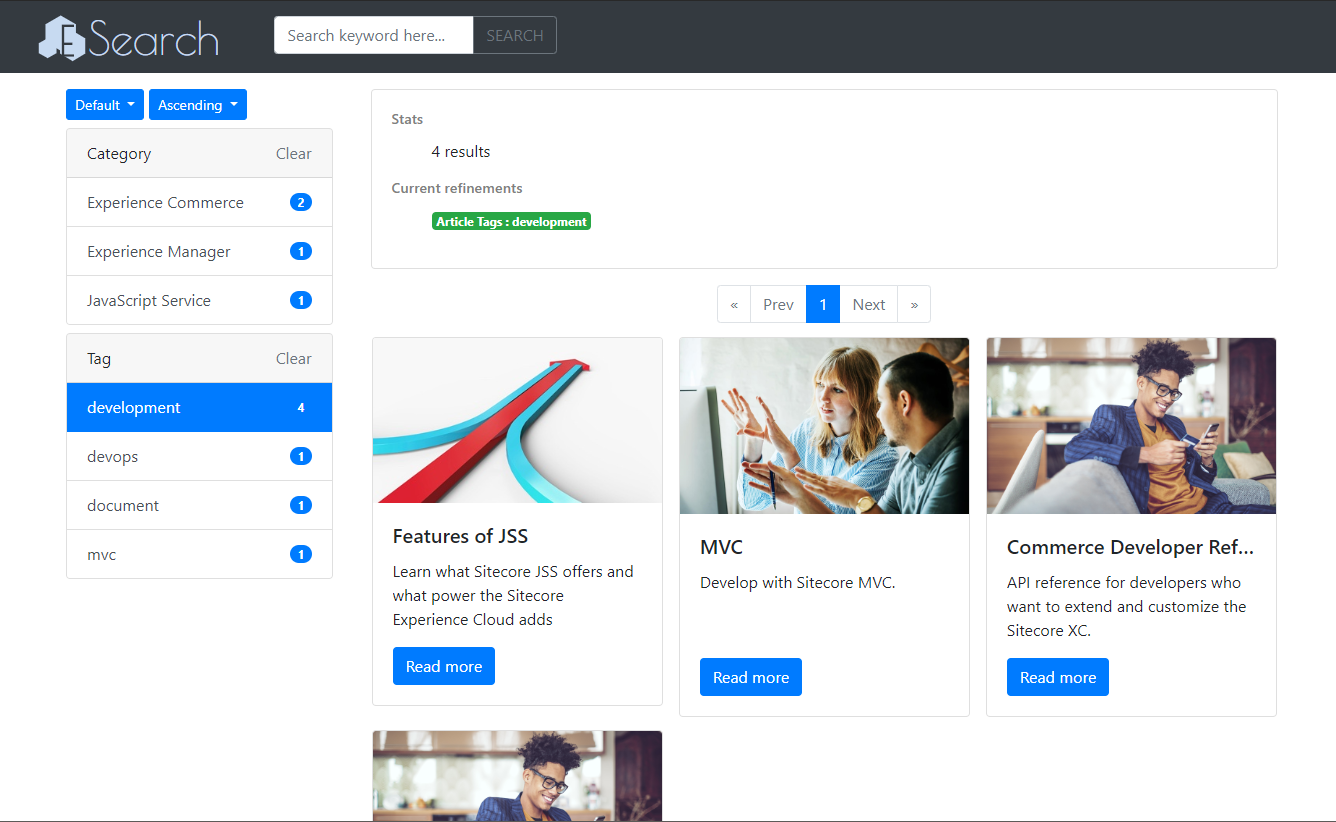 ESearch
Search keyword here...
SEARCH
Default
Ascending
Category
Clear
Experience Commerce
2
Experience Manager
1
JavaScript Service
1
Tag
Clear
development
4
devops
1
document
1
mvc
1
Stats
4 results
Current refinements
Article Tags : development
«
Prev
1
Next
»
Features of JSS
Learn what Sitecore JSS offers and
what power the Sitecore
Experience Cloud adds
Read more
MVC
Develop with Sitecore MVC.
Read more
Commerce Developer Ref...
API reference for developers who
want to extend and customize the
Sitecore XC.
Read more